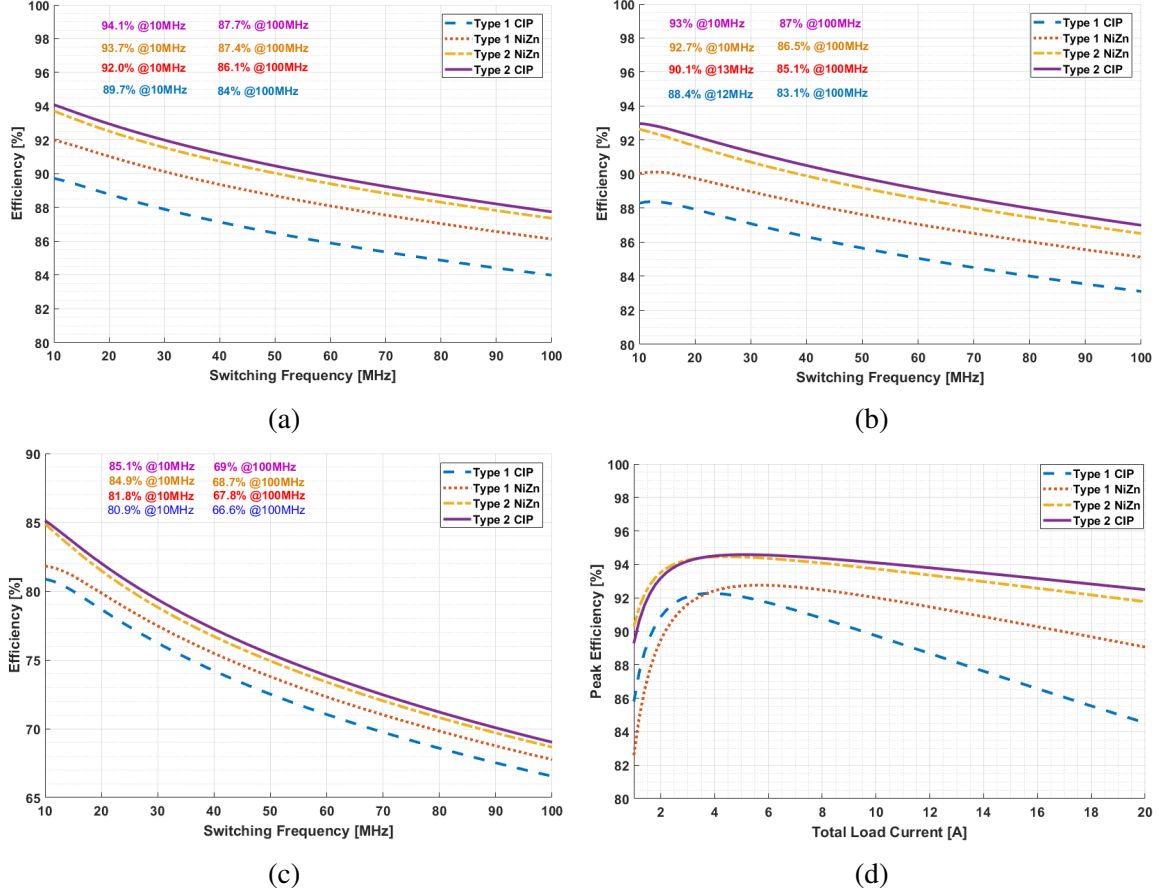 94.1% @10MHz 87.7% @100MHz
93.7% @10MHz 87.4% @100MHz
92.0% @10MHz 86.1% @100MHz
89.7% @10MHz 84% @100MHz
Type 1 CIP
Type 1 NiZn
Type 2 NiZn
Type 2 CIP
100
98
96
94
92
90
88
86
84
82
80
Efficiency [%]
10 20 30 40 50 60 70 80 90 100
Switching Frequency [MHz]
(a)
93% @10MHz 87% @100MHz
92.7% @10MHz 86.5% @100MHz
90.1% @13MHz 85.1% @100MHz
88.4% @12MHz 83.1% @100MHz
Type 1 CIP
Type 1 NiZn
Type 2 NiZn
Type 2 CIP
100
98
96
94
92
90
88
86
84
82
80
Efficiency [%]
10 20 30 40 50 60 70 80 90 100
Switching Frequency [MHz]
(b)
85.1% @10MHz 69% @100MHz
84.9% @10MHz 68.7% @100MHz
81.8% @10MHz 67.8% @100MHz
80.9% @10MHz 66.6% @100MHz
Type 1 CIP
Type 1 NiZn
Type 2 NiZn
Type 2 CIP
90
85
80
75
70
65
Efficiency [%]
10 20 30 40 50 60 70 80 90 100
Switching Frequency [MHz]
(c)
Type 1 CIP
Type 1 NiZn
Type 2 NiZn
Type 2 CIP
100
98
96
94
92
90
88
86
84
82
80
Peak Efficiency [%]
2 4 6 8 10 12 14 16 18 20
Total Load Current [A]
(d)